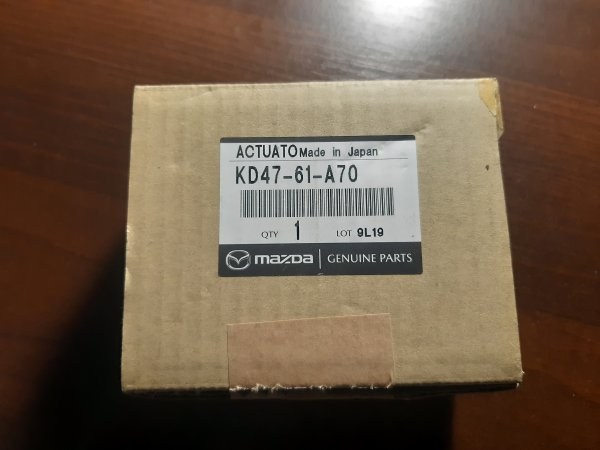 ACTUATO Made in Japan
KD47-61-A70
QTY 1 LOT 9L19
mazda GENUINE PARTS